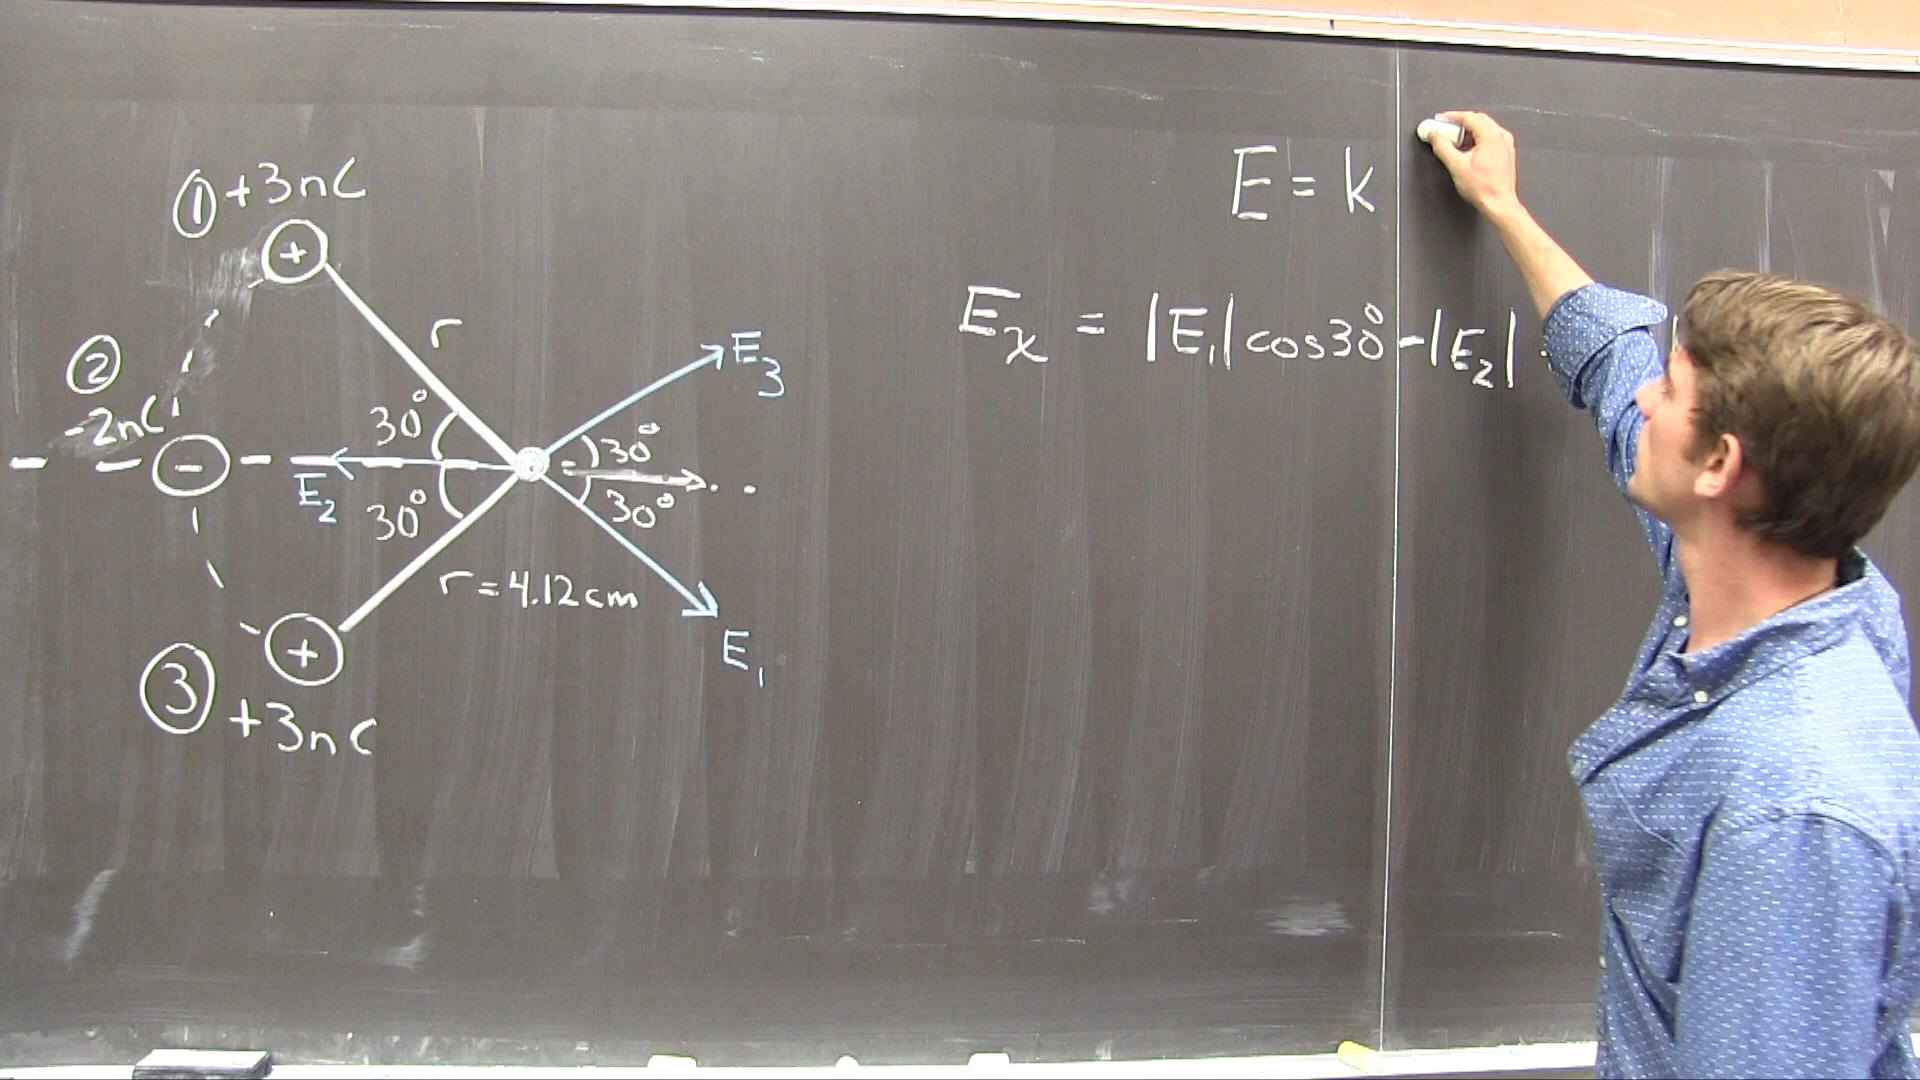 ① +3nC
+
r
②
-2nC
-
30°
30°
E₂
E₃
30°
30°
r = 4.12cm
E₁
+
③
+3nC
E = k
Eₓ = |E₁| cos30° - |E₂|